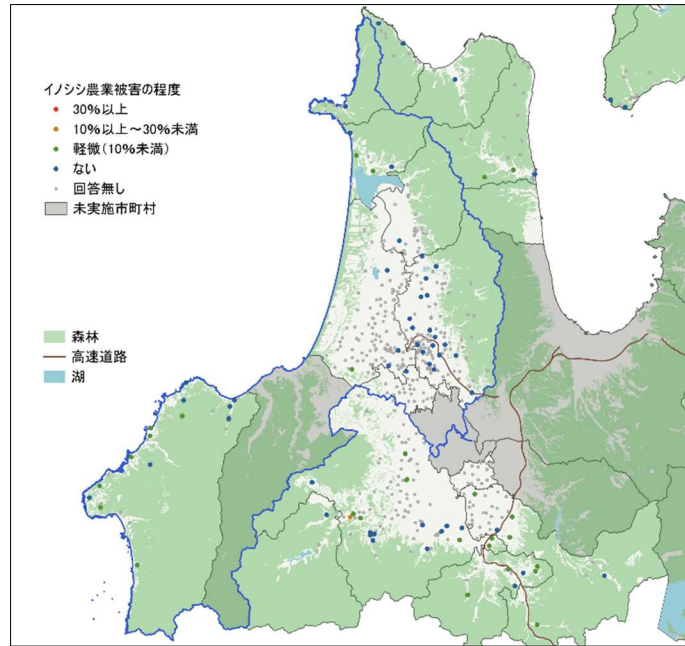 イノシシ農業被害の程度
30%以上
10%以上～30%未満
軽微(10%未満)
ない
回答無し
未実施市町村
森林
高速道路
湖